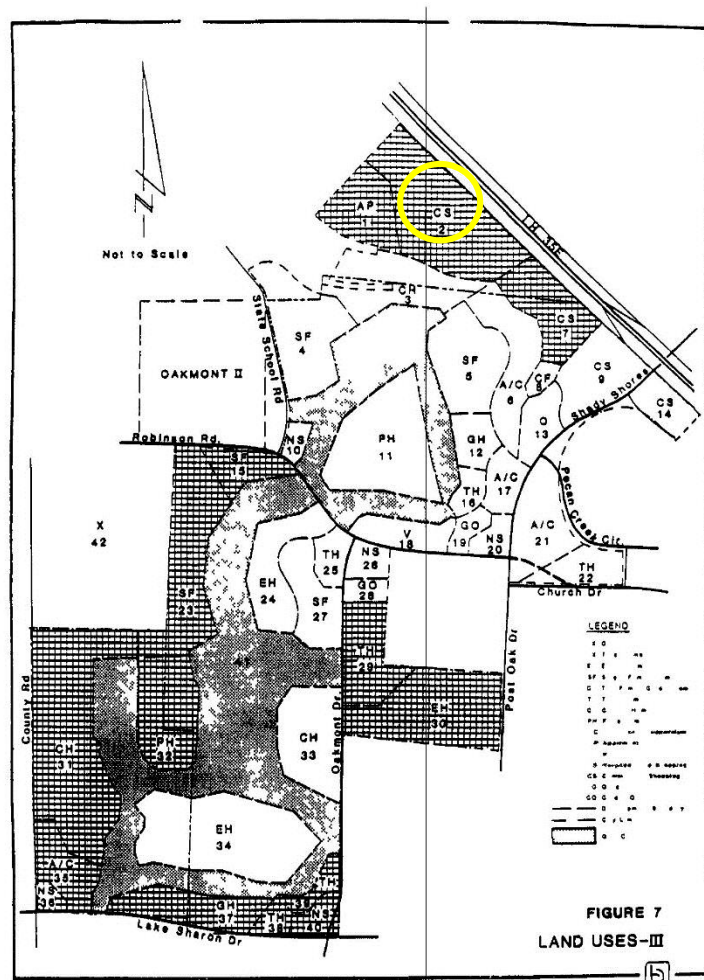 Not to Scale
N
IH 35E
AP
1
CS
2
CH
3
SF
4
State School Rd
OAKMONT II
SF
5
A/C
6
CS
7
CF
8
CS
9
Shady Shores
CS
14
NS
10
PH
11
GH
12
O
13
Robinson Rd.
SF
15
TH
16
A/C
17
Pecan Creek Cir.
V
18
GO
19
NS
20
A/C
21
TH
22
Church Dr
X
42
SF
23
EH
24
TH
25
NS
26
SF
27
GO
28
TH
29
EH
30
Post Oak Dr
Oakmont Dr.
County Rd
41
GH
31
PH
32
GH
33
EH
34
A/C
35
NS
36
GH
37
TH
38
TH
39
NS
40
Lake Sharon Dr
LEGEND
FIGURE 7
LAND USES-III